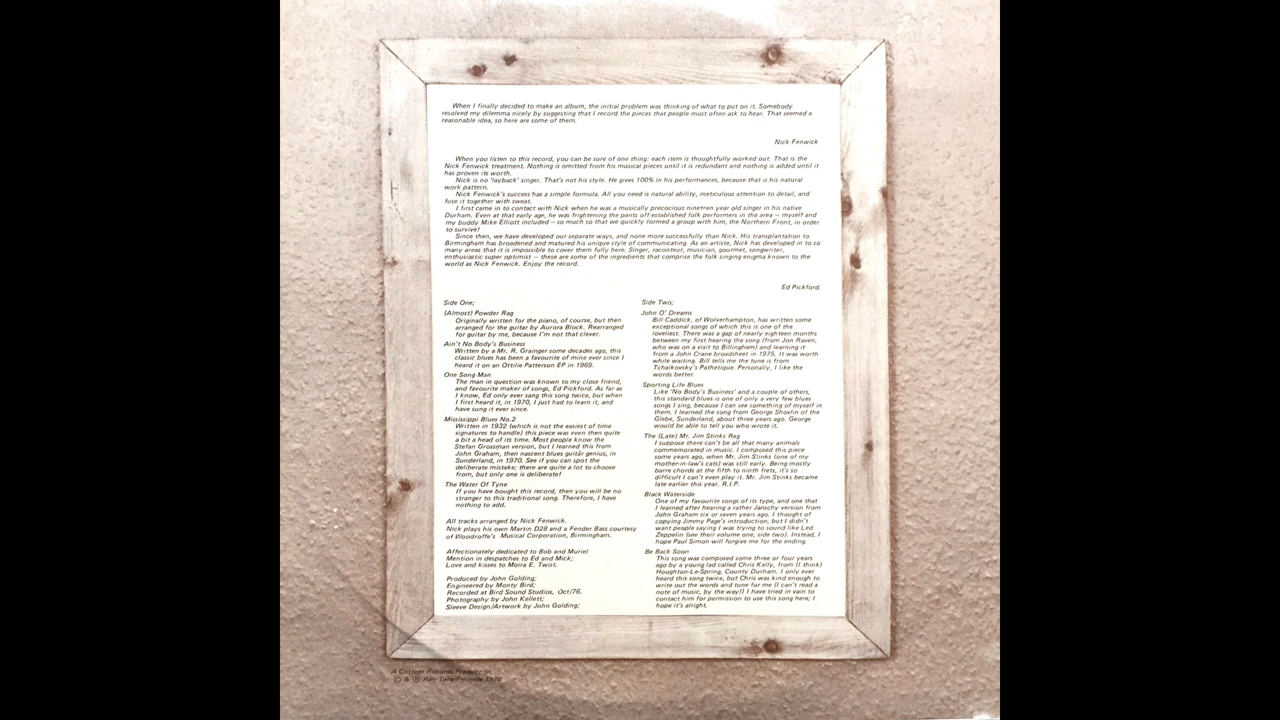 When I finally decided to make an album, the initial problem was thinking of what to put on it. Somebody
resolved my dilemma nicely by suggesting that I record the pieces that people most often ask to hear. That seemed a
reasonable idea, so here are some of them.
Nick Fenwick
When you listen to this record, you can be sure of one thing: each item is thoughtfully worked out. That is the
Nick Fenwick treatment. Nothing is omitted from his musical pieces until it is redundant and nothing is added until it
has proven its worth.
Nick is no 'layback' singer. That's not his style. He gives 100% in his performances, because that is his natural
work pattern.
Nick Fenwick's success has a simple formula. All you need is natural ability, meticulous attention to detail, and
fuse it together with sweat.
I first came in to contact with Nick when he was a musically precocious nineteen year old singer in his native
Durham. Even at that early age, he was frightening the pants off established folk performers in the area — myself and
my buddy Mike Elliott included — so much so that we quickly formed a group with him, the Northern Front, in order
to survive!
Since then, we have developed our separate ways, and none more successfully than Nick. His transplantation to
Birmingham has broadened and matured his unique style of communicating. As an artiste, Nick has developed in to so
many areas that it is impossible to cover them fully here. Singer, raconteur, musician, gourmet, songwriter,
enthusiastic super optimist — these are some of the ingredients that comprise the folk singing enigma known to the
world as Nick Fenwick. Enjoy the record.
Ed Pickford.
Side One;
(Almost) Powder Rag
Originally written for the piano, of course, but then
arranged for the guitar by Aurora Block. Rearranged
for guitar by me, because I'm not that clever.
Ain't No Body's Business
Written by a Mr. R. Grainger some decades ago, this
classic blues has been a favourite of mine ever since I
heard it on an Ottile Patterson EP in 1969.
One Song Man
The man in question was known to my close friend,
and favourite maker of songs, Ed Pickford. As far as
I know, Ed only ever sang this song twice, but when
I first heard it, in 1970, I just had to learn it, and
have sung it ever since.
Mississippi Blues No.2
Written in 1932 (which is not the easiest of time
signatures to handle) this piece was even then quite
a bit a head of its time. Most people know the
Stefan Grossman version, but I learned this from
John Graham, then nascent blues guitar genius, in
Sunderland, in 1970. See if you can spot the
deliberate mistake; there are quite a lot to choose
from, but only one is deliberate!
The Water Of Tyne
If you have bought this record, then you will be no
stranger to this traditional song. Therefore, I have
nothing to add.
All tracks arranged by Nick Fenwick.
Nick plays his own Martin D28 and a Fender Bass courtesy
of Woodroffe's Musical Corporation, Birmingham.
Affectionately dedicated to Bob and Muriel
Mention in despatches to Ed and Mick;
Love and kisses to Moira E. Twist.
Produced by John Golding;
Engineered by Monty Bird;
Recorded at Bird Sound Studios, Oct/76.
Photography by John Kellett;
Sleeve Design/Artwork by John Golding;
Side Two;
John O' Dreams
Bill Caddick, of Wolverhampton, has written some
exceptional songs of which this is one of the
loveliest. There was a gap of nearly eighteen months
between my first hearing the song (from Jon Raven,
who was on a visit to Billingham) and learning it
from a John Crane broadsheet in 1975. It was worth
while waiting. Bill tells me the tune is from
Tchaikovsky's Pathetique. Personally, I like the
words better.
Sporting Life Blues
Like 'No Body's Business' and a couple of others,
this standard blues is one of only a very few blues
songs I sing, because I can see something of myself in
them. I learned the song from George Shovlin of the
Glebe, Sunderland, about three years ago. George
would be able to tell you who wrote it.
The (Late) Mr. Jim Stinks Rag
I suppose there can't be all that many animals
commemorated in music. I composed this piece
some years ago, when Mr. Jim Stinks (one of my
mother-in-law's cats) was still early. Being mostly
barre chords at the fifth to ninth frets, it's so
difficult I can't even play it. Mr. Jim Stinks became
late earlier this year. R.I.P.
Black Waterside
One of my favourite songs of its type, and one that
I learned after hearing a rather Janschy version from
John Graham six or seven years ago. I thought of
copying Jimmy Page's introduction, but I didn't
want people saying I was trying to sound like Led
Zeppelin (see their volume one, side two). Instead, I
hope Paul Simon will forgive me for the ending.
Be Back Soon
This song was composed some three or four years
ago by a young lad called Chris Kelly, from (I think)
Houghton-Le-Spring, County Durham. I only ever
heard this song twice, but Chris was kind enough to
write out the words and tune for me (I can't read a
note of music, by the way!) I have tried in vain to
contact him for permission to use this song here; I
hope it's alright.
A Production
© & ℗ Records